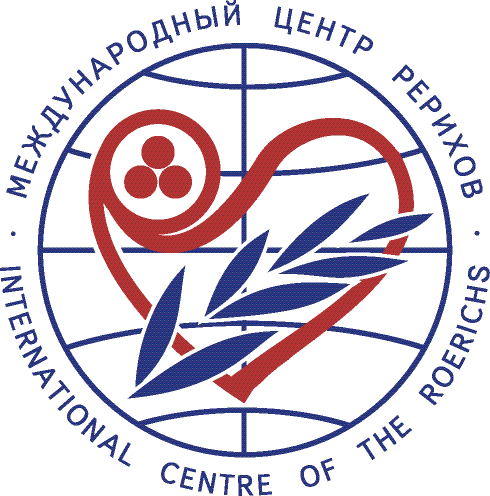 · МЕЖДУНАРОДНЫЙ ЦЕНТР РЕРИХОВ ·
INTERNATIONAL CENTRE OF THE ROERICHS